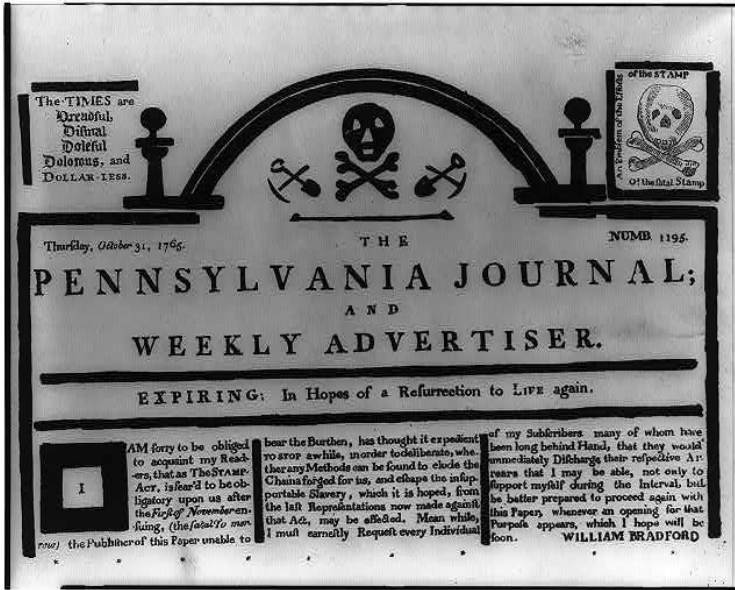 The TIMES are
Dreadful,
Dismal
Doleful
Dolorous, and
DOLLAR-LESS.
An Emblem of the Effects
of the STAMP
O! the fatal Stamp
Thursday, October 31, 1765.
NUMB. 1195.
THE
PENNSYLVANIA JOURNAL;
AND
WEEKLY ADVERTISER.
EXPIRING: In Hopes of a Resurrection to LIFE again.
I
AM sorry to be obliged
to acquaint my Read-
ers, that as The STAMP-
ACT, is fear'd to be ob-
ligatory upon us after
the First of November en-
suing, (the fatal To mor
row) the Publisher of this Paper unable to
bear the Burthen, has thought it expedient
TO STOP awhile, in order to deliberate, whe-
ther any Methods can be found to elude the
Chains forged for us, and escape the insup-
portable Slavery, which it is hoped, from
the last Representations now made against
that Act, may be effected. Mean while,
I must earnestly Request every Individual
of my Subscribers many of whom have
been long behind Hand, that they would
immediately Discharge their respective Ar
rears that I may be able, not only to
support myself during the Interval, but
be better prepared to proceed again with
this Paper, whenever an opening for that
Purpose appears, which I hope will be
soon. WILLIAM BRADFORD